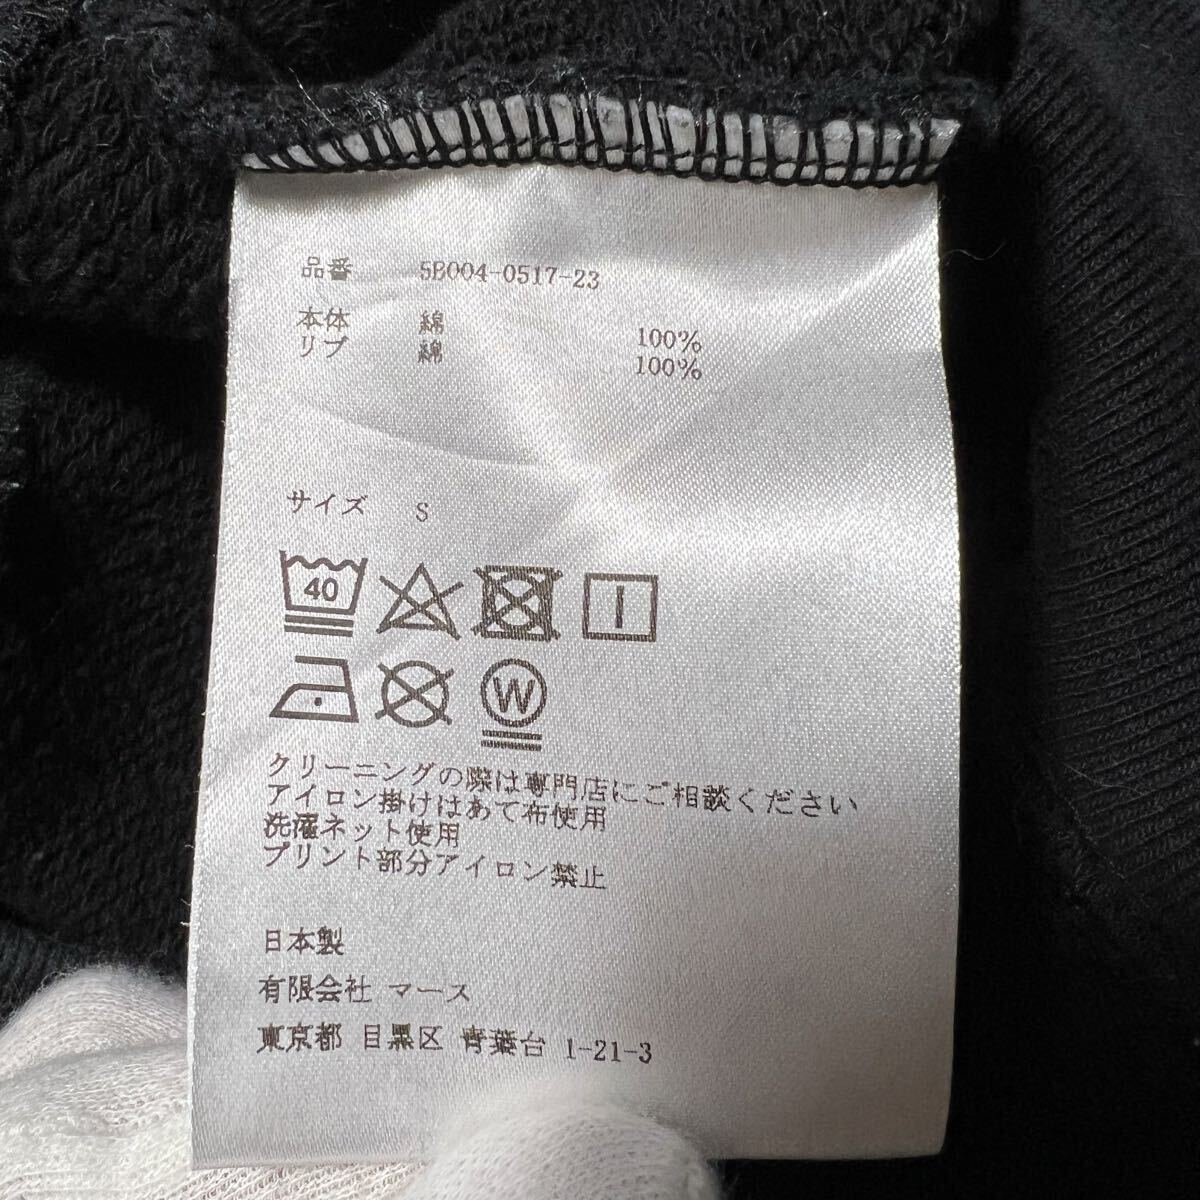 品番 5B004-0517-23
本体 綿 100%
リブ 綿 100%
サイズ S
40
W
クリーニングの際は専門店にご相談ください
アイロン掛けはあて布使用
洗濯ネット使用
プリント部分アイロン禁止
日本製
有限会社 マース
東京都 目黒区 青葉台 1-21-3